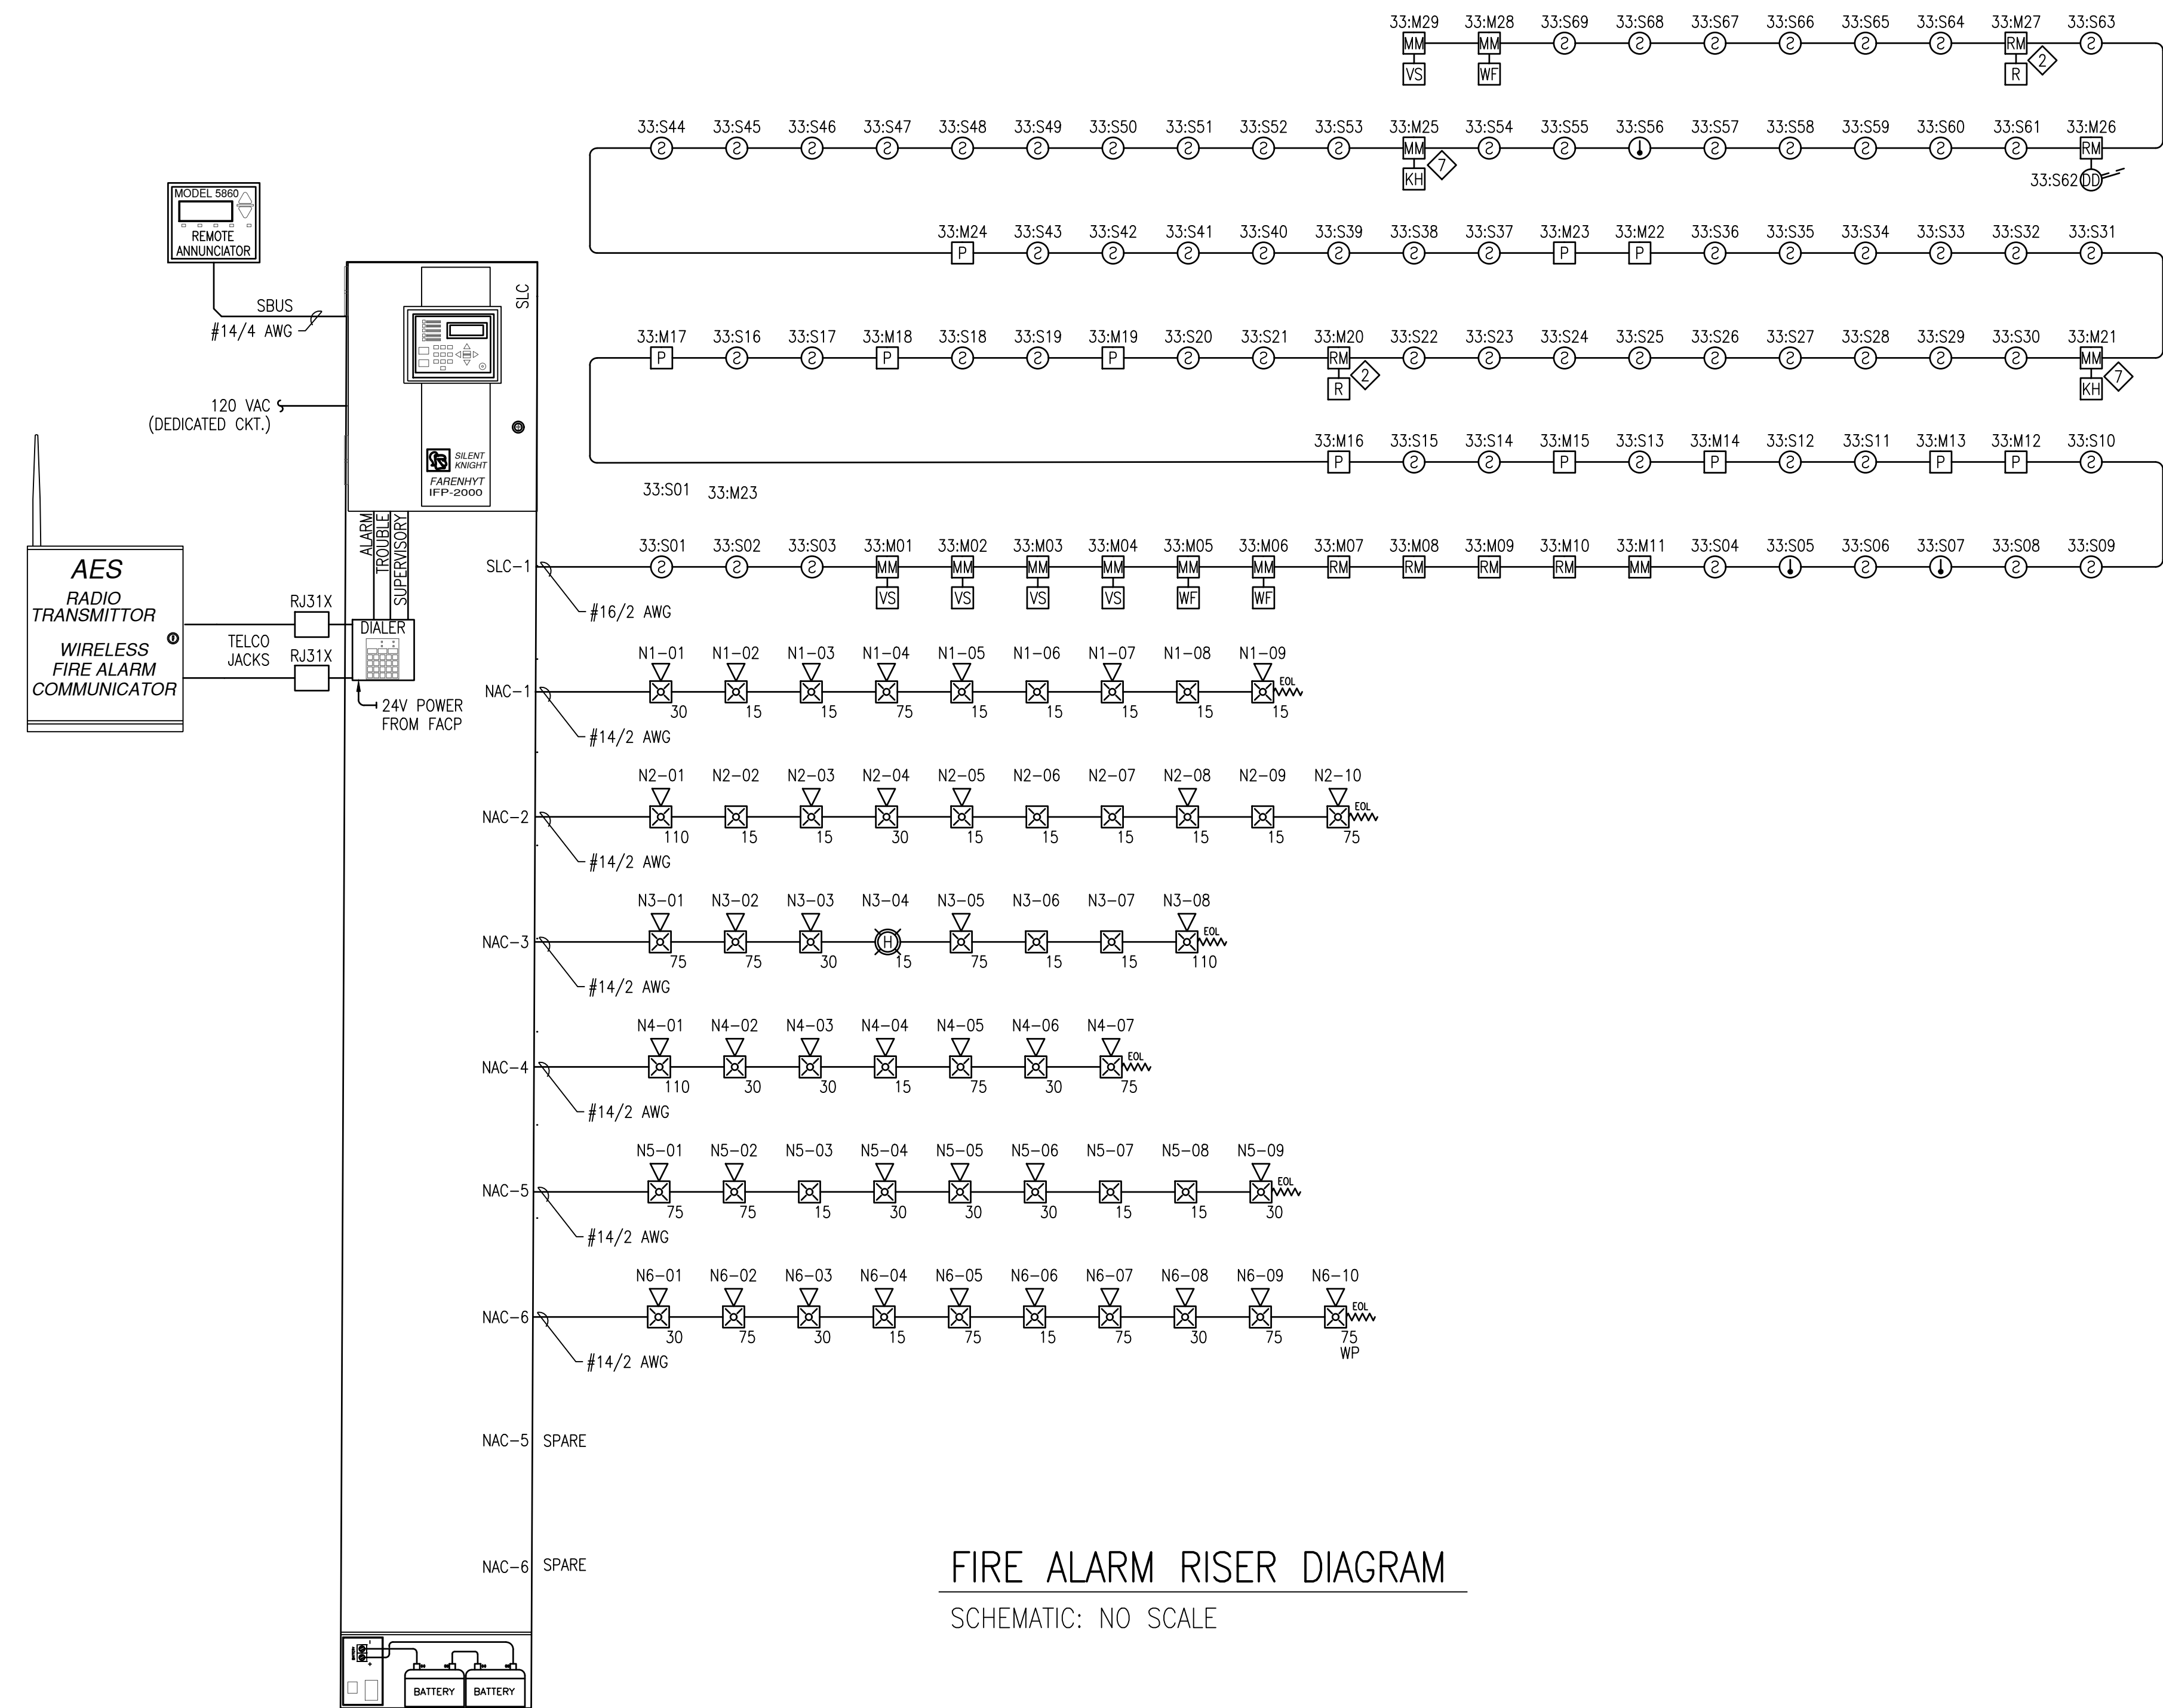 33:M29 33:M28 33:S69 33:S68 33:S67 33:S66 33:S65 33:S64 33:M27 33:S63
MM MM RM
VS WF R 2
33:S44 33:S45 33:S46 33:S47 33:S48 33:S49 33:S50 33:S51 33:S52 33:S53 33:M25 33:S54 33:S55 33:S56 33:S57 33:S58 33:S59 33:S60 33:S61 33:M26
MM RM
KH 7
33:S62 DD
33:M24 33:S43 33:S42 33:S41 33:S40 33:S39 33:S38 33:S37 33:M23 33:M22 33:S36 33:S35 33:S34 33:S33 33:S32 33:S31
P P P
33:M17 33:S16 33:S17 33:M18 33:S18 33:S19 33:M19 33:S20 33:S21 33:M20 33:S22 33:S23 33:S24 33:S25 33:S26 33:S27 33:S28 33:S29 33:S30 33:M21
P P P RM MM
R 2 KH 7
33:M16 33:S15 33:S14 33:M15 33:S13 33:M14 33:S12 33:S11 33:M13 33:M12 33:S10
P P P P P
33:S01 33:M23
33:S01 33:S02 33:S03 33:M01 33:M02 33:M03 33:M04 33:M05 33:M06 33:M07 33:M08 33:M09 33:M10 33:M11 33:S04 33:S05 33:S06 33:S07 33:S08 33:S09
SLC-1 MM MM MM MM MM MM RM RM RM RM MM
VS VS VS VS WF WF
#16/2 AWG
MODEL 5860
REMOTE
ANNUNCIATOR
SBUS
#14/4 AWG
SLC
120 VAC
(DEDICATED CKT.)
SILENT
KNIGHT
FARENHYT
IFP-2000
ALARM
TROUBLE
SUPERVISORY
AES
RADIO
TRANSMITTOR
WIRELESS
FIRE ALARM
COMMUNICATOR
RJ31X
TELCO
JACKS
RJ31X
DIALER
24V POWER
FROM FACP
N1-01 N1-02 N1-03 N1-04 N1-05 N1-06 N1-07 N1-08 N1-09
NAC-1 EOL
30 15 15 75 15 15 15 15 15
#14/2 AWG
N2-01 N2-02 N2-03 N2-04 N2-05 N2-06 N2-07 N2-08 N2-09 N2-10
NAC-2 EOL
110 15 15 30 15 15 15 15 15 75
#14/2 AWG
N3-01 N3-02 N3-03 N3-04 N3-05 N3-06 N3-07 N3-08
NAC-3 H EOL
75 75 30 15 75 15 15 110
#14/2 AWG
N4-01 N4-02 N4-03 N4-04 N4-05 N4-06 N4-07
NAC-4 EOL
110 30 30 15 75 30 75
#14/2 AWG
N5-01 N5-02 N5-03 N5-04 N5-05 N5-06 N5-07 N5-08 N5-09
NAC-5 EOL
75 75 15 30 30 30 15 15 30
#14/2 AWG
N6-01 N6-02 N6-03 N6-04 N6-05 N6-06 N6-07 N6-08 N6-09 N6-10
NAC-6 EOL
30 75 30 15 75 15 75 30 75 75
WP
#14/2 AWG
NAC-5 SPARE
NAC-6 SPARE
BATTERY
BATTERY BATTERY
FIRE ALARM RISER DIAGRAM
SCHEMATIC: NO SCALE